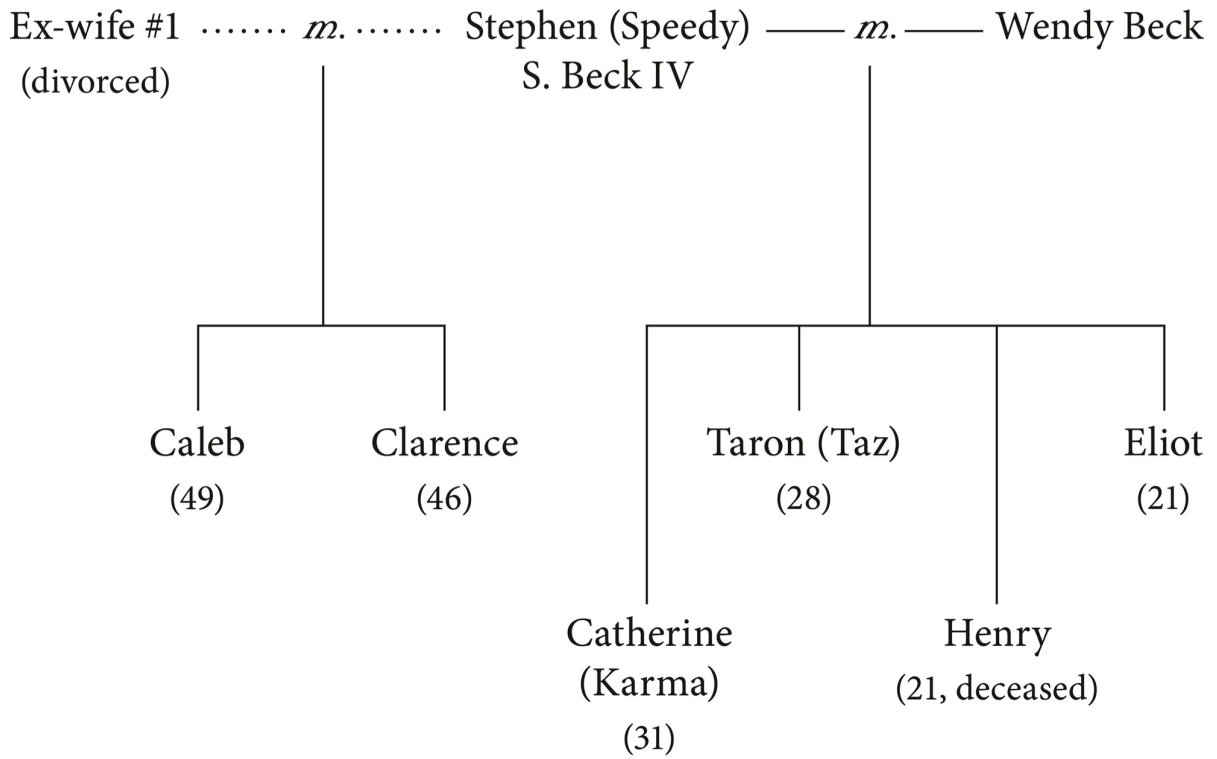 Ex-wife #1 ....... m. ....... Stephen (Speedy) m. Wendy Beck
(divorced) S. Beck IV
Caleb Clarence Taron (Taz) Eliot
(49) (46) (28) (21)
Catherine Henry
(Karma) (21, deceased)
(31)